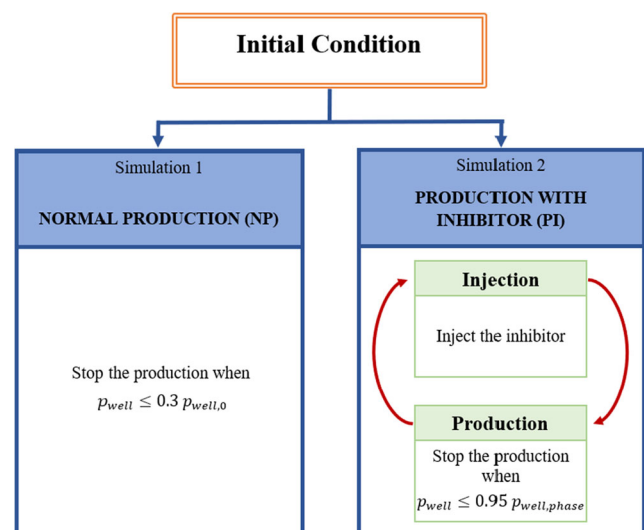 Initial Condition
Simulation 1
NORMAL PRODUCTION (NP)
Stop the production when
p_well ≤ 0.3 p_well,0
Simulation 2
PRODUCTION WITH
INHIBITOR (PI)
Injection
Inject the inhibitor
Production
Stop the production
when
p_well ≤ 0.95 p_well,phase